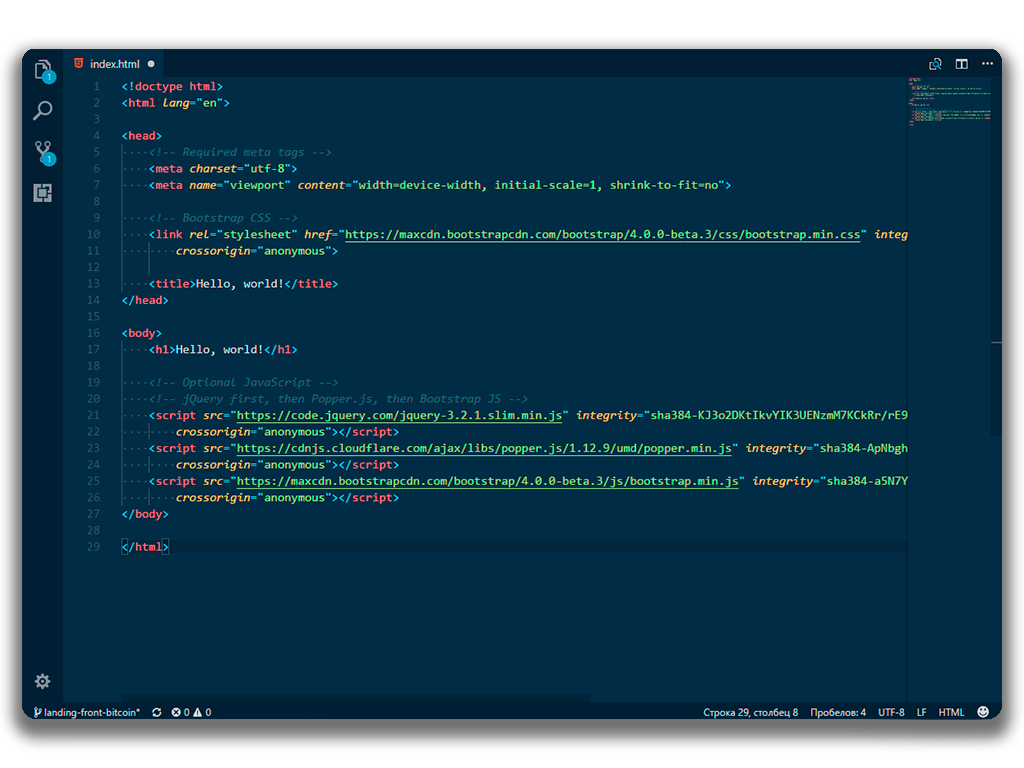 index.html
1
1 <!doctype html>
2 <html lang="en">
3
4 <head>
5 <!-- Required meta tags -->
6 <meta charset="utf-8">
7 <meta name="viewport" content="width=device-width, initial-scale=1, shrink-to-fit=no">
8
9 <!-- Bootstrap CSS -->
10 <link rel="stylesheet" href="https://maxcdn.bootstrapcdn.com/bootstrap/4.0.0-beta.3/css/bootstrap.min.css" integ
11 crossorigin="anonymous">
12
13 <title>Hello, world!</title>
14 </head>
15
16 <body>
17 <h1>Hello, world!</h1>
18
19 <!-- Optional JavaScript -->
20 <!-- jQuery first, then Popper.js, then Bootstrap JS -->
21 <script src="https://code.jquery.com/jquery-3.2.1.slim.min.js" integrity="sha384-KJ3o2DKtIkvYIK3UENzmM7KCkRr/rE9
22 crossorigin="anonymous"></script>
23 <script src="https://cdnjs.cloudflare.com/ajax/libs/popper.js/1.12.9/umd/popper.min.js" integrity="sha384-ApNbgh
24 crossorigin="anonymous"></script>
25 <script src="https://maxcdn.bootstrapcdn.com/bootstrap/4.0.0-beta.3/js/bootstrap.min.js" integrity="sha384-a5N7Y
26 crossorigin="anonymous"></script>
27 </body>
28
29 </html>
1
landing-front-bitcoin* 0 0 Строка 29, столбец 8 Пробелов: 4 UTF-8 LF HTML